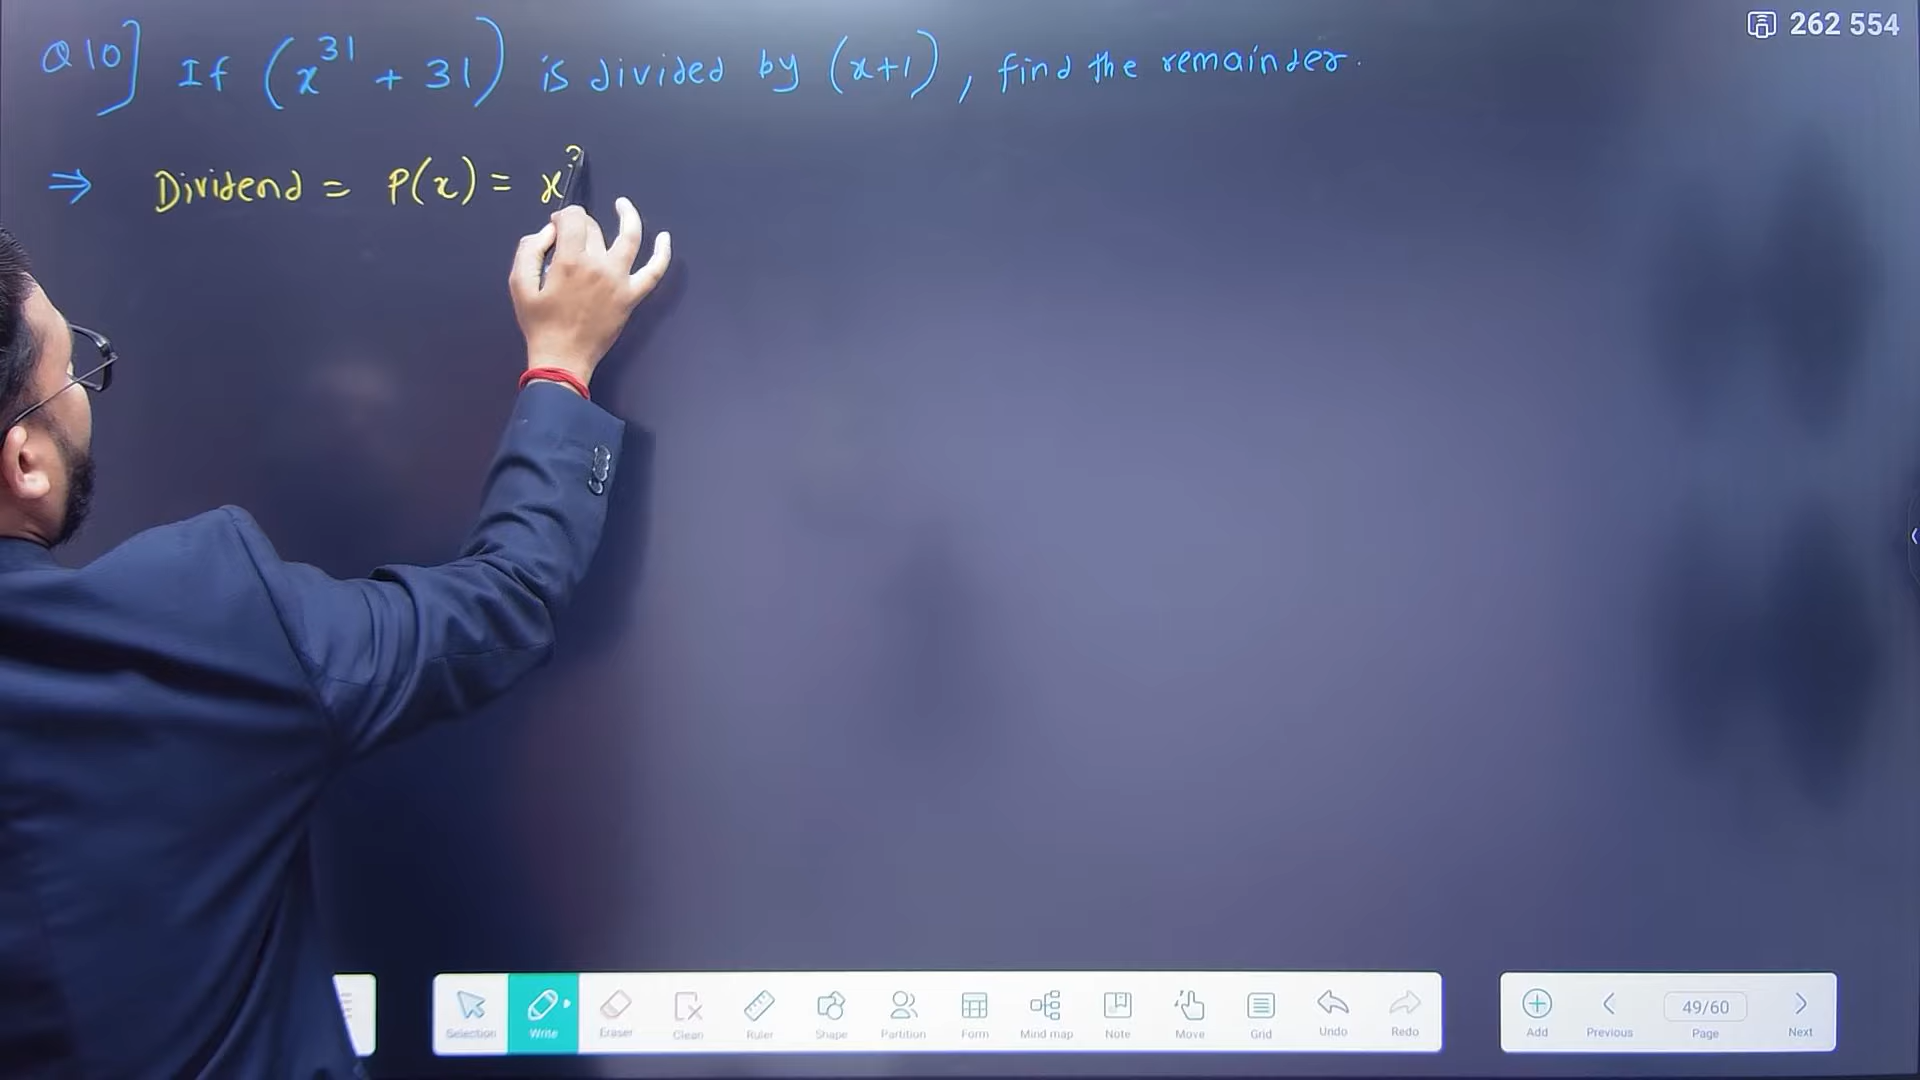 262 554
Q10] If (x³¹ + 31) is divided by (x+1), find the remainder.
⇒ Dividend = P(x) = x
Selection Write Eraser Clean Ruler Shape Partition Form Mind map Note Move Grid Undo Redo
Add Previous 49/60 Page Next